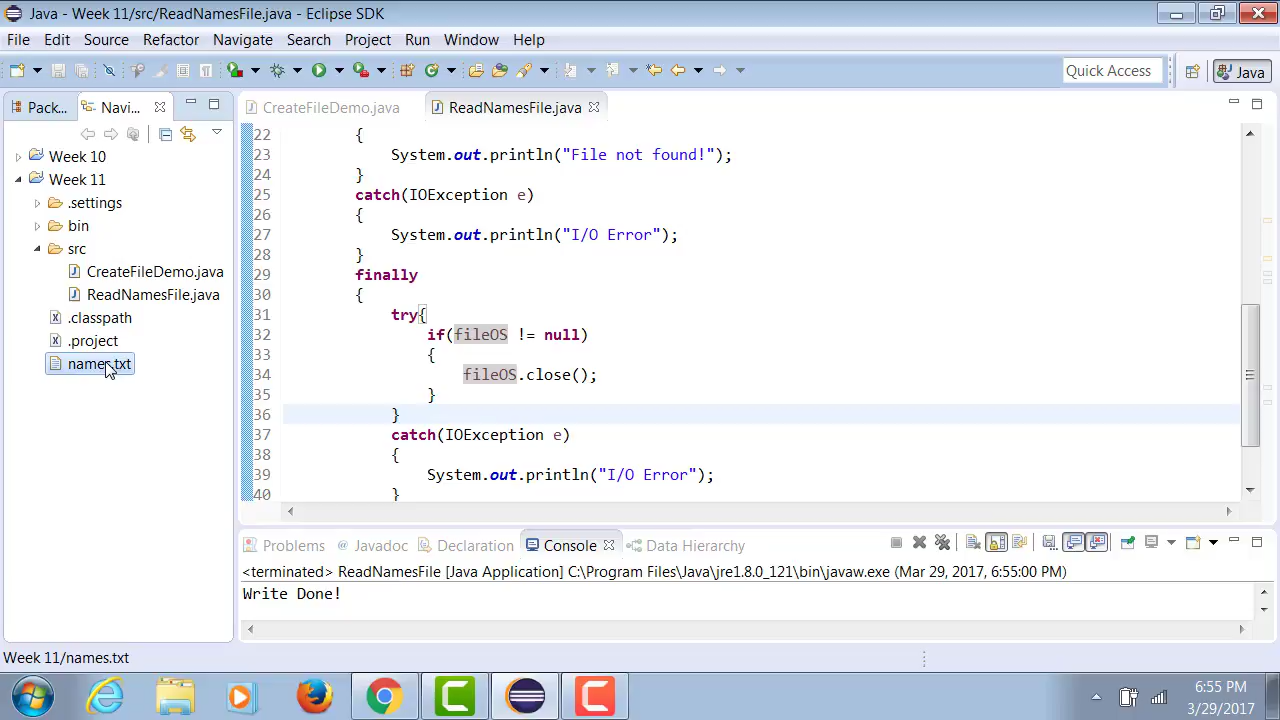 Java - Week 11/src/ReadNamesFile.java - Eclipse SDK
File Edit Source Refactor Navigate Search Project Run Window Help
Quick Access
Java
Pack...
Navi...
CreateFileDemo.java
ReadNamesFile.java
Week 10
Week 11
.settings
bin
src
CreateFileDemo.java
ReadNamesFile.java
.classpath
.project
names.txt
22 {
23 System.out.println("File not found!");
24 }
25 catch(IOException e)
26 {
27 System.out.println("I/O Error");
28 }
29 finally
30 {
31 try{
32 if(fileOS != null)
33 {
34 fileOS.close();
35 }
36 }
37 catch(IOException e)
38 {
39 System.out.println("I/O Error");
40 }
Problems @ Javadoc Declaration Console Data Hierarchy
<terminated> ReadNamesFile [Java Application] C:\Program Files\Java\jre1.8.0_121\bin\javaw.exe (Mar 29, 2017, 6:55:00 PM)
Write Done!
Week 11/names.txt
6:55 PM
3/29/2017